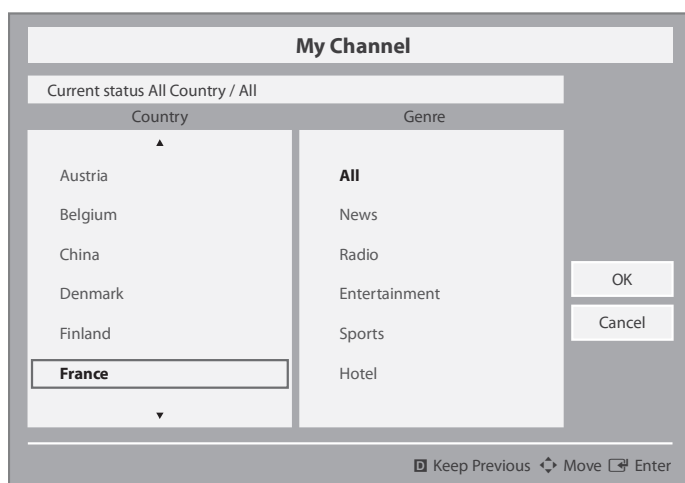 My Channel
Current status All Country / All
Country
Genre
Austria
Belgium
China
Denmark
Finland
France
All
News
Radio
Entertainment
Sports
Hotel
OK
Cancel
D Keep Previous Move Enter